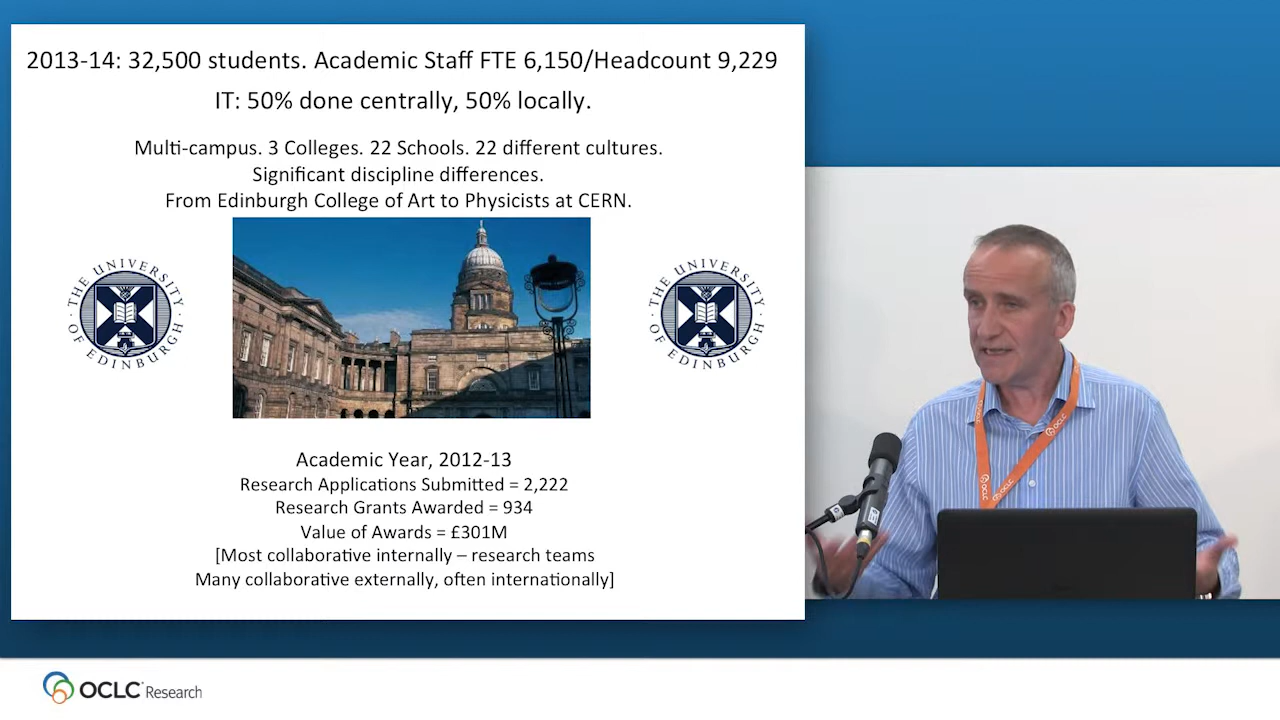 2013-14: 32,500 students. Academic Staff FTE 6,150/Headcount 9,229
IT: 50% done centrally, 50% locally.
Multi-campus. 3 Colleges. 22 Schools. 22 different cultures.
Significant discipline differences.
From Edinburgh College of Art to Physicists at CERN.
THE UNIVERSITY OF EDINBURGH
THE UNIVERSITY OF EDINBURGH
Academic Year, 2012-13
Research Applications Submitted = 2,222
Research Grants Awarded = 934
Value of Awards = £301M
[Most collaborative internally – research teams
Many collaborative externally, often internationally]
OCLC
OCLC
OCLC
OCLC Research